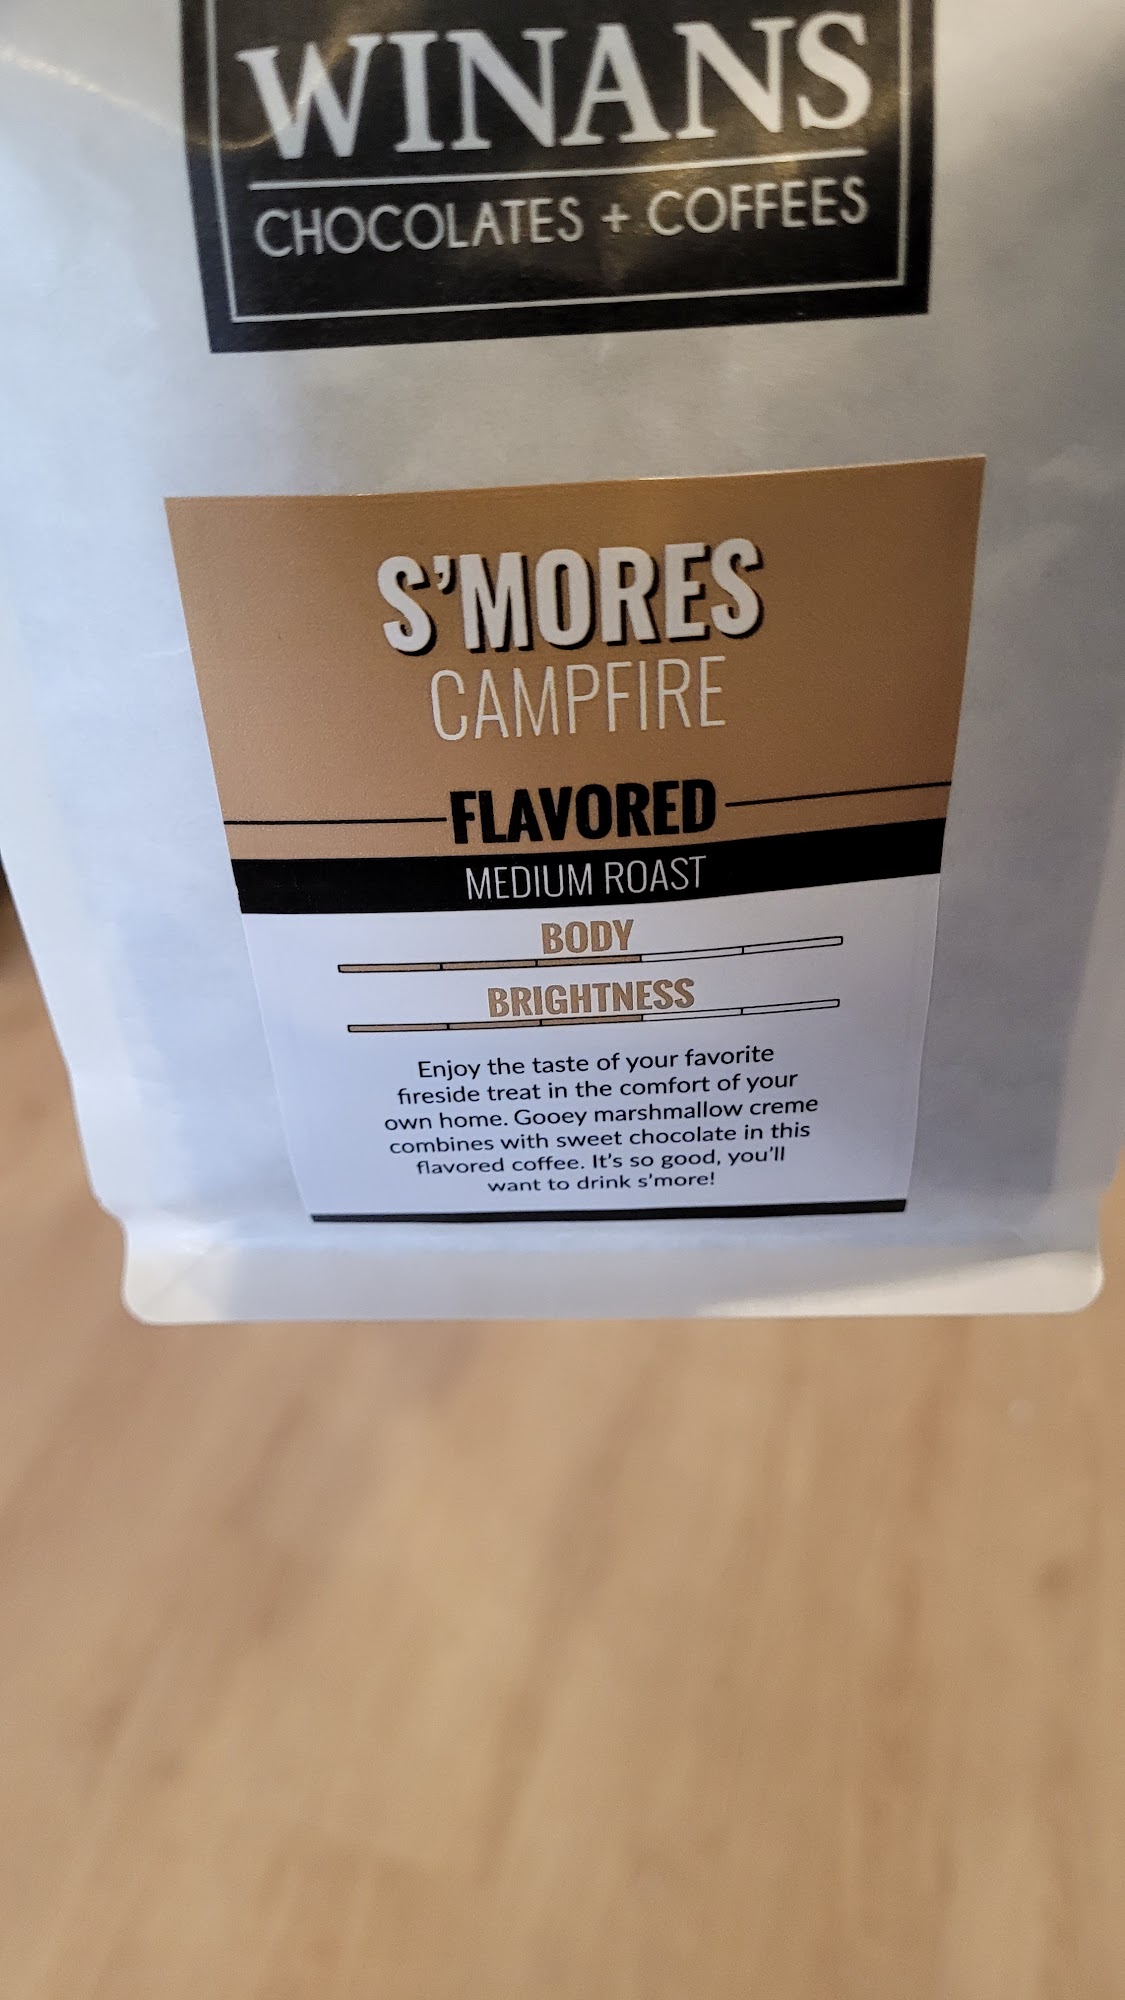 WINANS
CHOCOLATES + COFFEES
S'MORES
CAMPFIRE
FLAVORED
MEDIUM ROAST
BODY
BRIGHTNESS
Enjoy the taste of your favorite
fireside treat in the comfort of your
own home. Gooey marshmallow creme
combines with sweet chocolate in this
flavored coffee. It's so good, you'll
want to drink s'more!